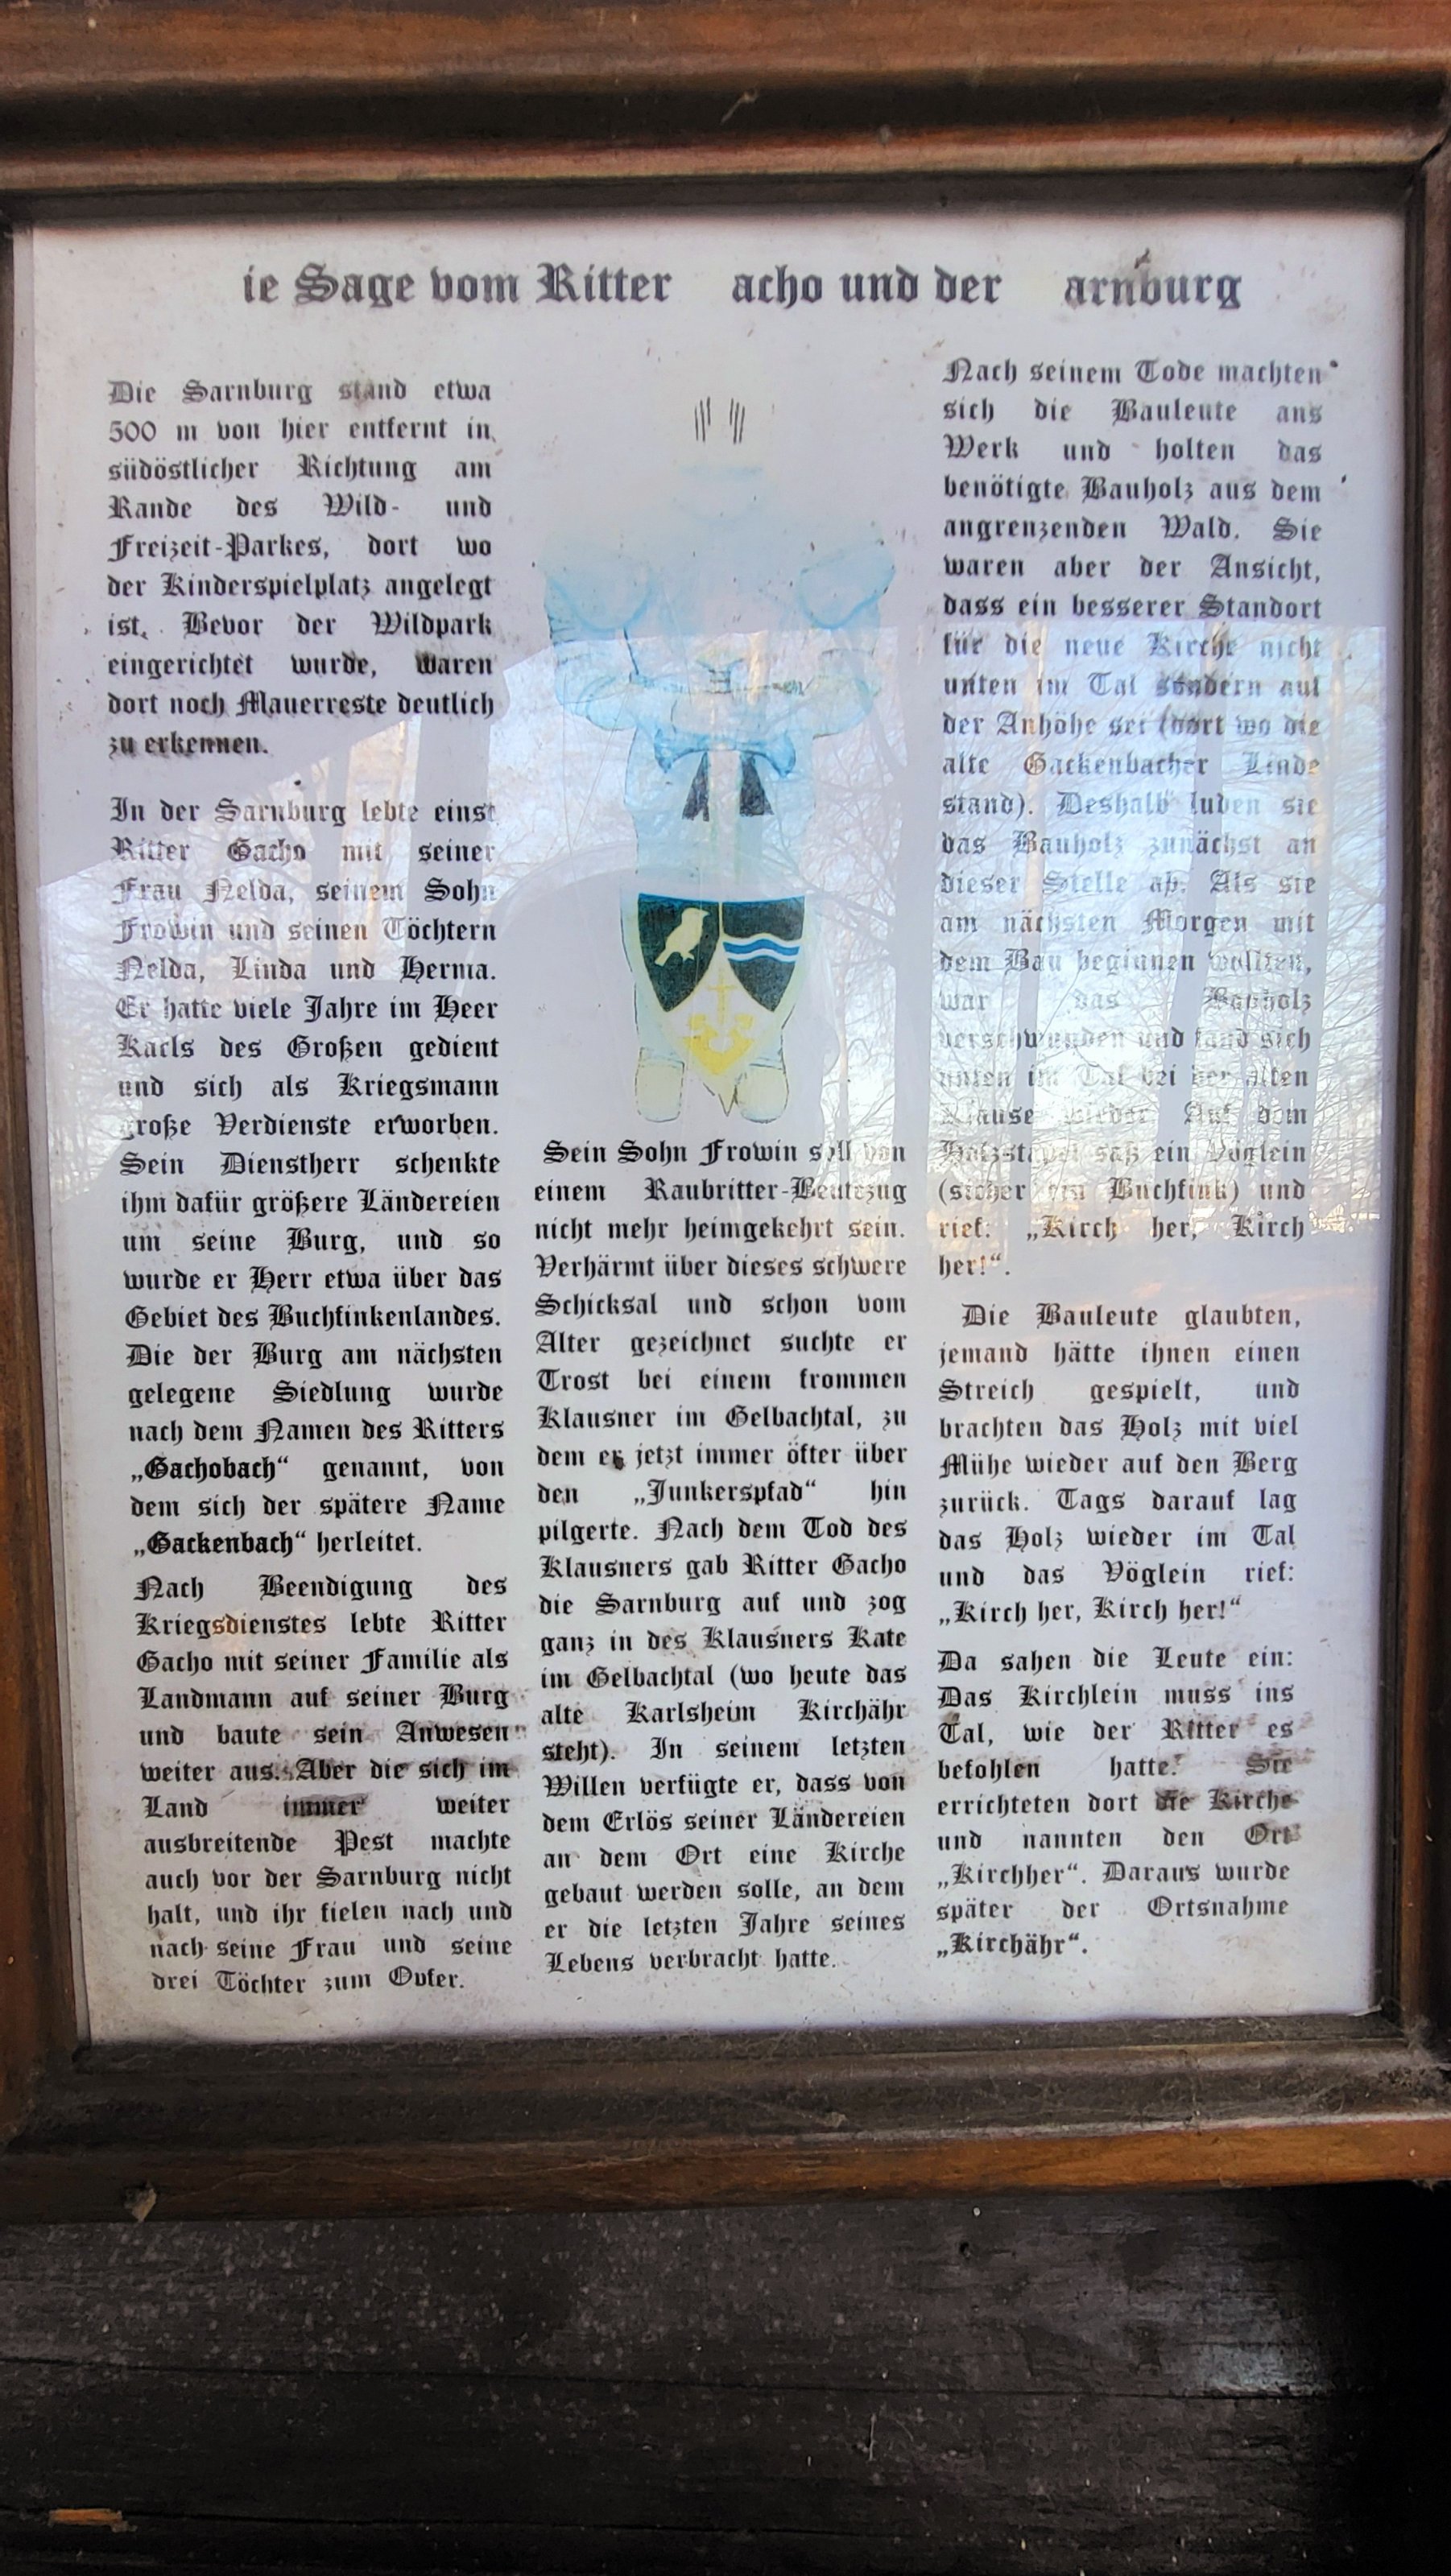 ie Sage vom Ritter acho und der arnburg
Die Sarnburg stand etwa
500 m von hier entfernt in
südöstlicher Richtung am
Rande des Wild- und
Freizeit-Parkes, dort wo
der Kinderspielplatz angelegt
ist. Bevor der Wildpark
eingerichtet wurde, waren
dort noch Mauerreste deutlich
zu erkennen.
In der Sarnburg lebte einst
Ritter Gacho mit seiner
Frau Nelda, seinem Sohn
Frowin und seinen Töchtern
Nelda, Linda und Herma.
Er hatte viele Jahre im Heer
Karls des Großen gedient
und sich als Kriegsmann
große Verdienste erworben.
Sein Dienstherr schenkte
ihm dafür größere Ländereien
um seine Burg, und so
wurde er Herr etwa über das
Gebiet des Buchfinkenlandes.
Die der Burg am nächsten
gelegene Siedlung wurde
nach dem Namen des Ritters
„Gachobach“ genannt, von
dem sich der spätere Name
„Gackenbach“ herleitet.
Nach Beendigung des
Kriegsdienstes lebte Ritter
Gacho mit seiner Familie als
Landmann auf seiner Burg
und baute sein Anwesen
weiter aus. Aber die sich im
Land immer weiter
ausbreitende Pest machte
auch vor der Sarnburg nicht
halt, und ihr fielen nach und
nach seine Frau und seine
drei Töchter zum Opfer.
Sein Sohn Frowin soll von
einem Raubritter-Beutezug
nicht mehr heimgekehrt sein.
Verhärmt über dieses schwere
Schicksal und schon vom
Alter gezeichnet suchte er
Trost bei einem frommen
Klausner im Gelbachtal, zu
dem er jetzt immer öfter über
den „Junkerspfad“ hin
pilgerte. Nach dem Tod des
Klausners gab Ritter Gacho
die Sarnburg auf und zog
ganz in des Klausners Kate
im Gelbachtal (wo heute das
alte Karlsheim Kirchähr
steht). In seinem letzten
Willen verfügte er, dass von
dem Erlös seiner Ländereien
an dem Ort eine Kirche
gebaut werden solle, an dem
er die letzten Jahre seines
Lebens verbracht hatte.
Nach seinem Tode machten
sich die Bauleute ans
Werk und holten das
benötigte Bauholz aus dem
angrenzenden Wald. Sie
waren aber der Ansicht,
dass ein besserer Standort
für die neue Kirche nicht
unten im Tal sondern auf
der Anhöhe sei (dort wo die
alte Gackenbacher Linde
stand). Deshalb luden sie
das Bauholz zunächst an
dieser Stelle ab. Als sie
am nächsten Morgen mit
dem Bau beginnen wollten,
war das Bauholz
verschwunden und fand sich
unten im Tal bei der alten
Klause wieder. Auf dem
Holzstapel saß ein Vöglein
(sicher ein Buchfink) und
rief: „Kirch her, Kirch
her!“.
Die Bauleute glaubten,
jemand hätte ihnen einen
Streich gespielt, und
brachten das Holz mit viel
Mühe wieder auf den Berg
zurück. Tags darauf lag
das Holz wieder im Tal
und das Vöglein rief:
„Kirch her, Kirch her!“
Da sahen die Leute ein:
Das Kirchlein muss ins
Tal, wie der Ritter es
befohlen hatte. Sie
errichteten dort die Kirche
und nannten den Ort
„Kirchher“. Daraus wurde
später der Ortsnahme
„Kirchähr“.